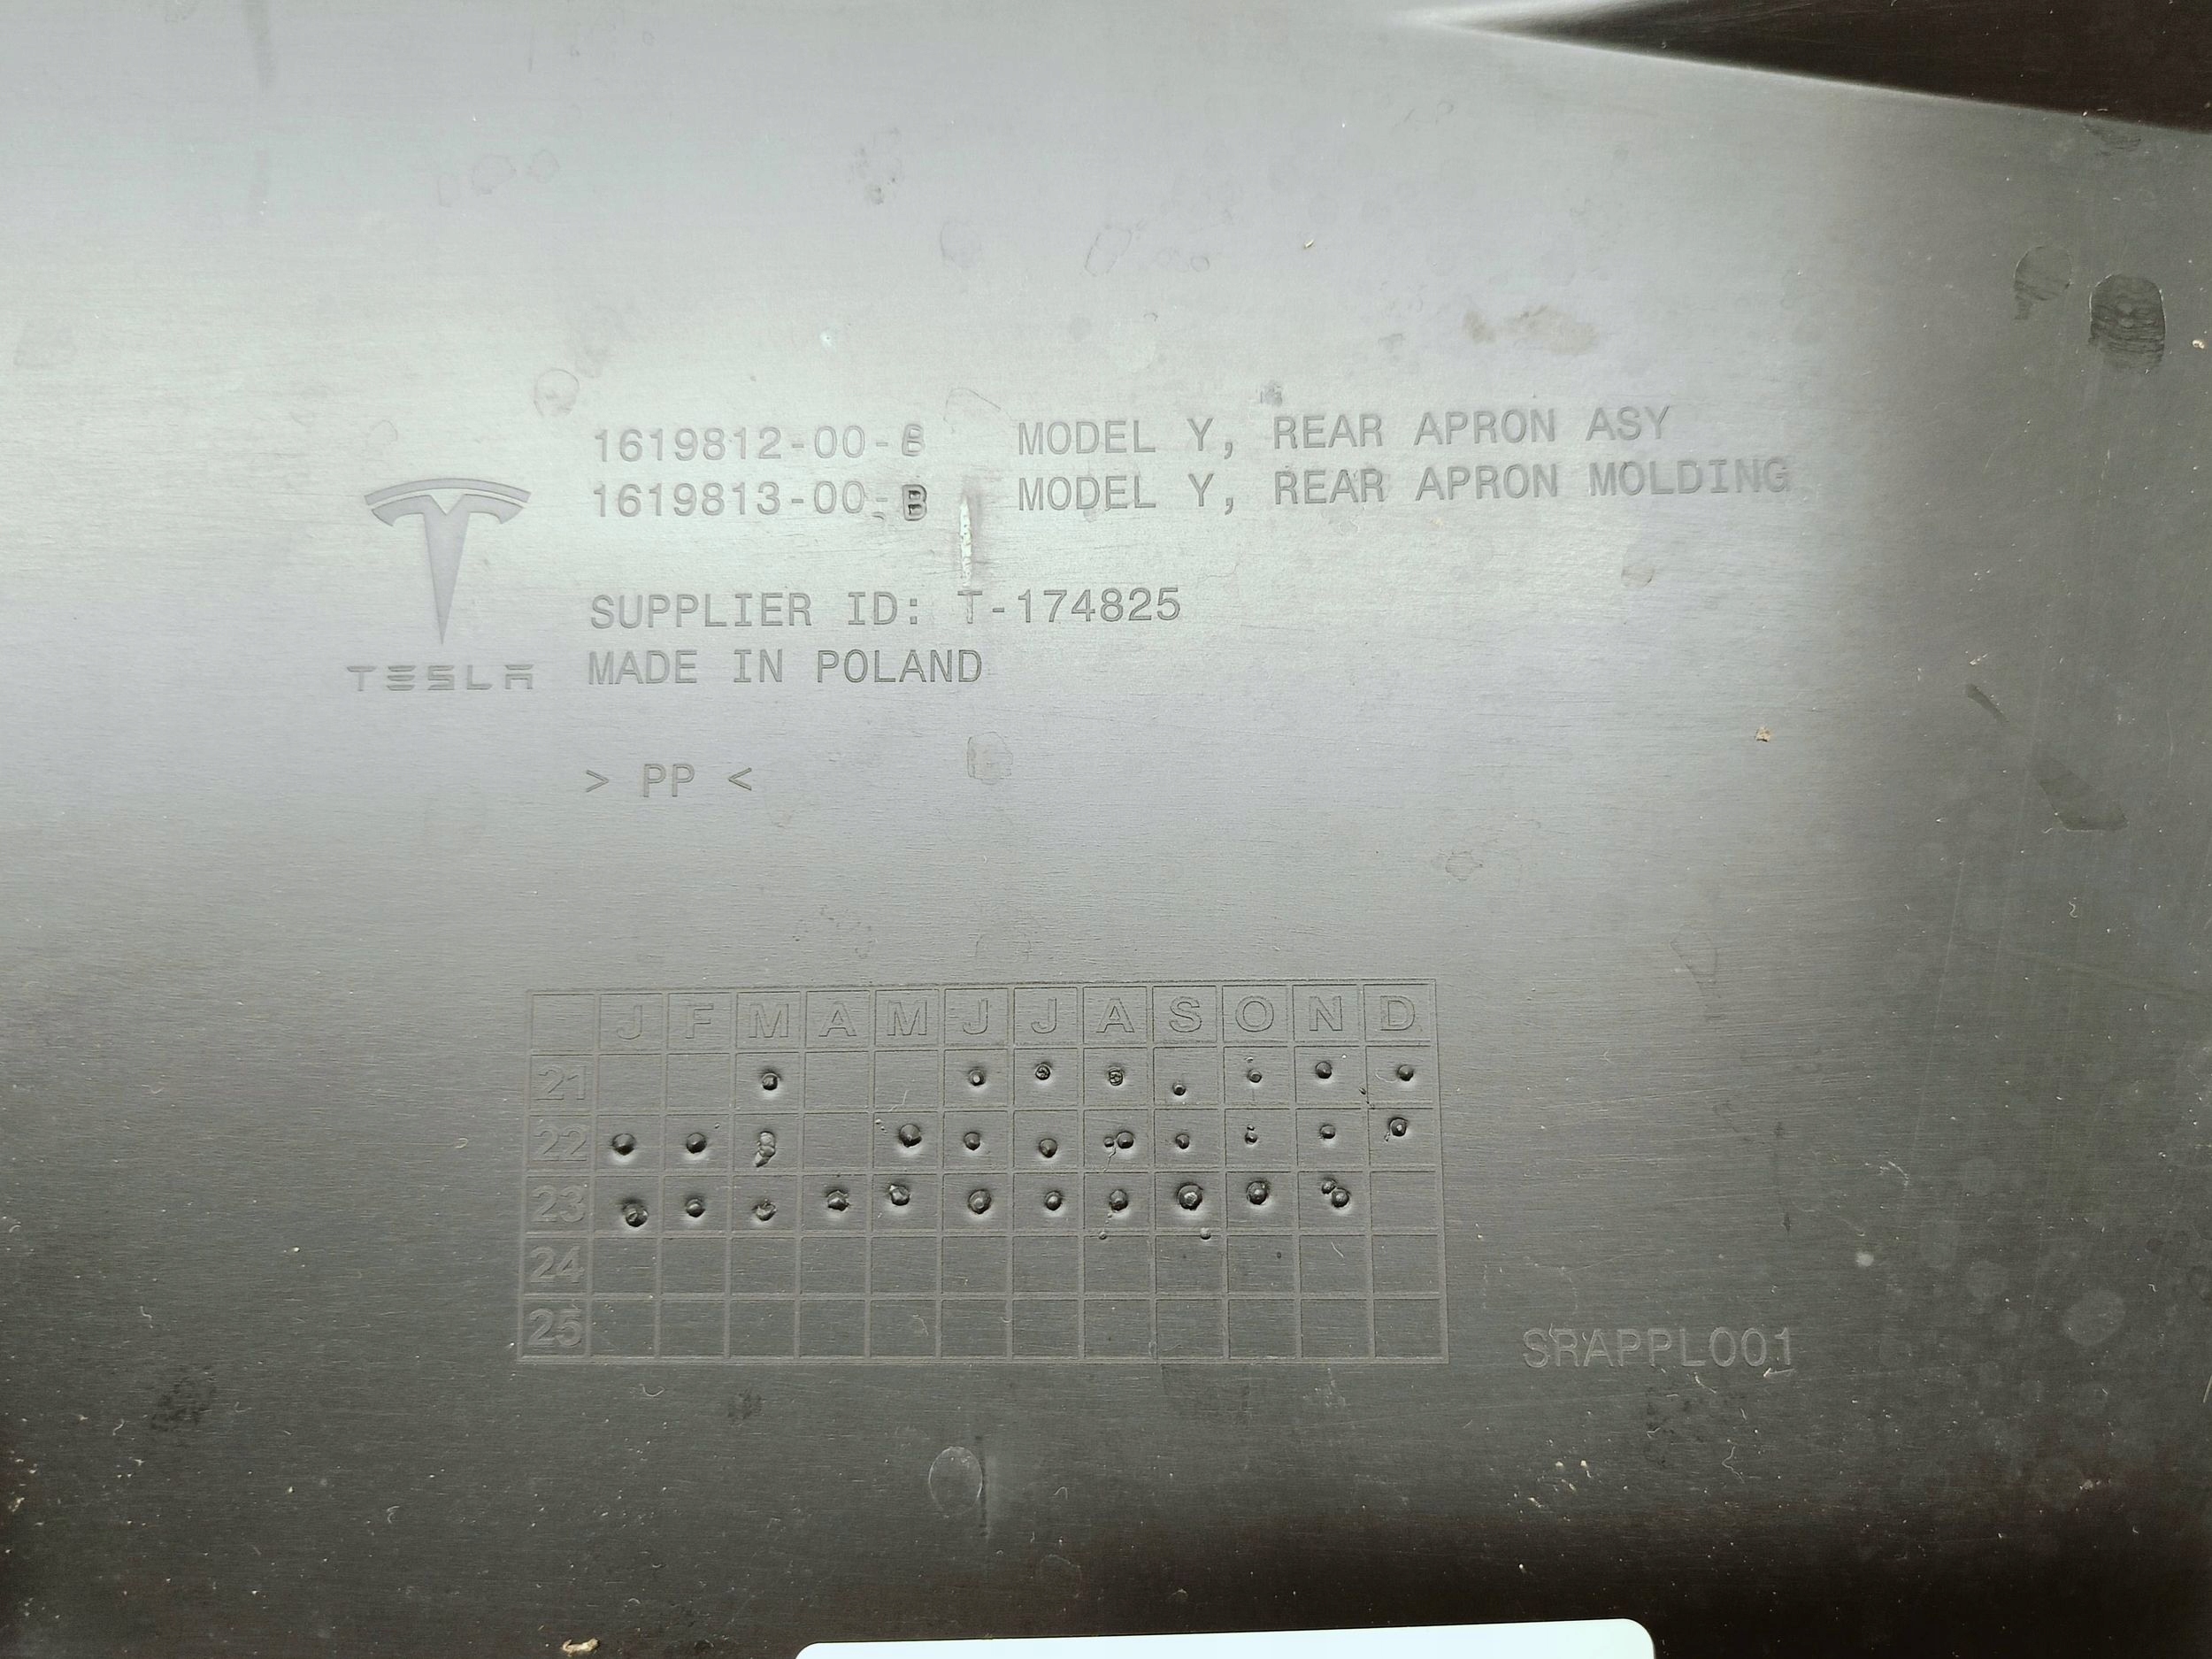 1619812-00-B MODEL Y, REAR APRON ASY
1619813-00-B MODEL Y, REAR APRON MOLDING
TESLA
SUPPLIER ID: T-174825
MADE IN POLAND
> PP <
J F M A M J J A S O N D
21
22
23
24
25
SRAPPL001